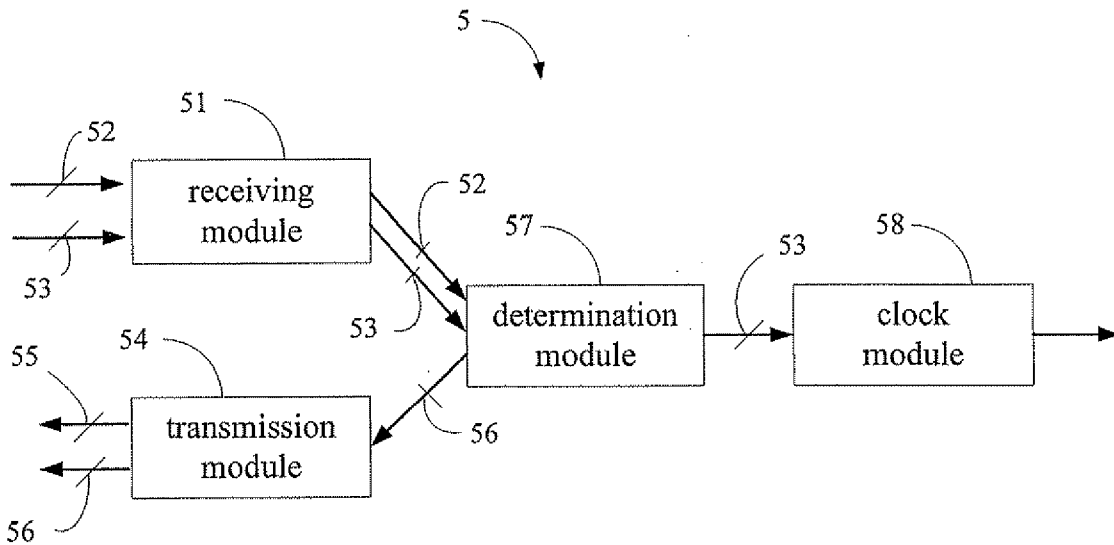 5
51
52
receiving
module
52
53
53
57
determination
module
53
58
clock
module
54
55
transmission
module
56
56